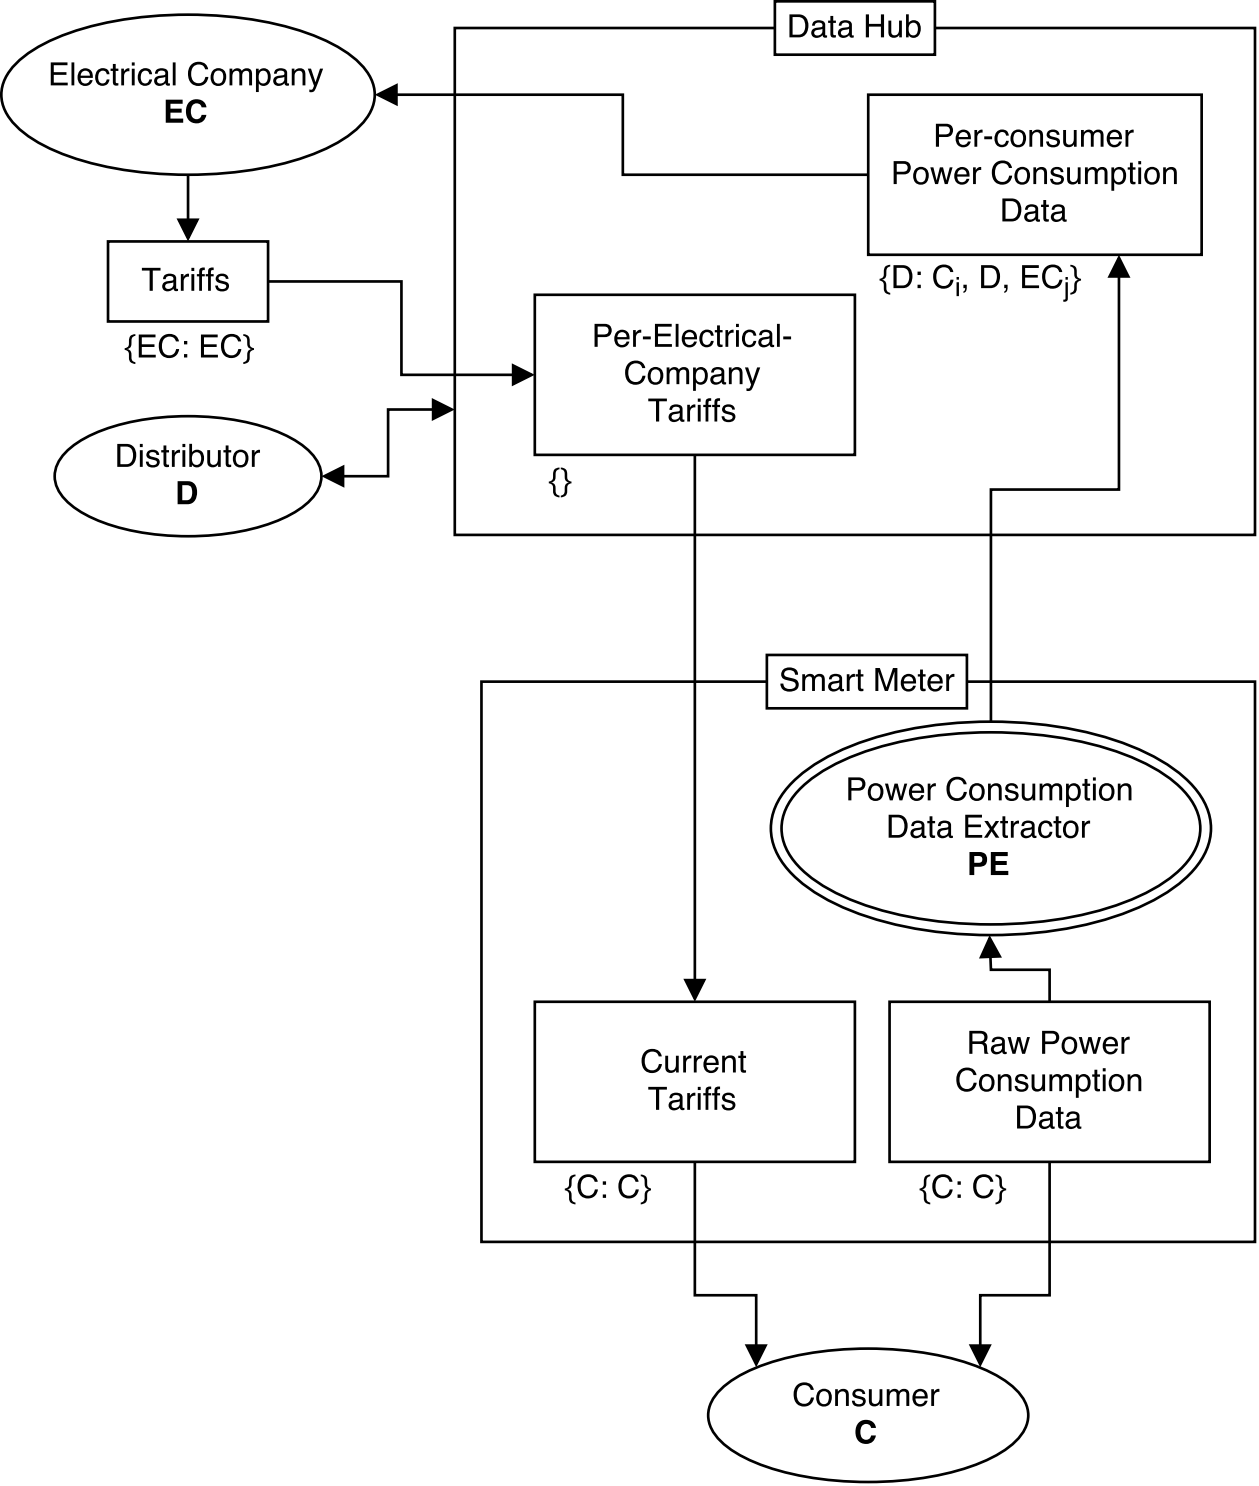 Data Hub
Electrical Company
EC
Per-consumer
Power Consumption
Data
{D: Cᵢ, D, ECⱼ}
Tariffs
{EC: EC}
Per-Electrical-
Company
Tariffs
{}
Distributor
D
Smart Meter
Power Consumption
Data Extractor
PE
Current
Tariffs
{C: C}
Raw Power
Consumption
Data
{C: C}
Consumer
C